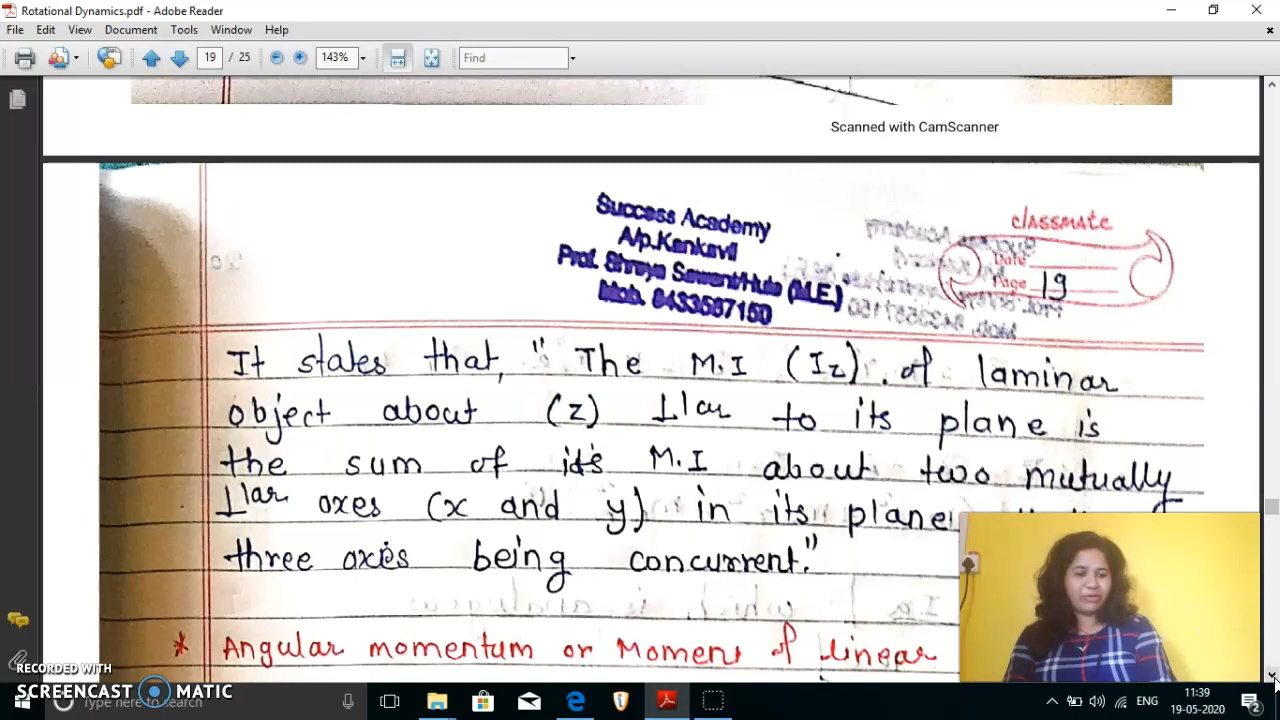 Rotational Dynamics.pdf - Adobe Reader
File Edit View Document Tools Window Help
19 / 25 143% Find
Scanned with CamScanner
Success Academy
A/p.Kankavli
Prof. Shreya Sawant
(M.E.)
Mob.
classmate
Date
Page 19
It states that, " The M.I (Iz). of laminar
object about (z) ⊥lar to its plane is
the sum of its M.I about two mutually
⊥lar axes (x and y) in its plane
three axes being concurrent."
* Angular momentum or Moment of linear
RECORDED WITH
SCREENCAST MATIC
Type here to search
ENG
11:39
19-05-2020
2